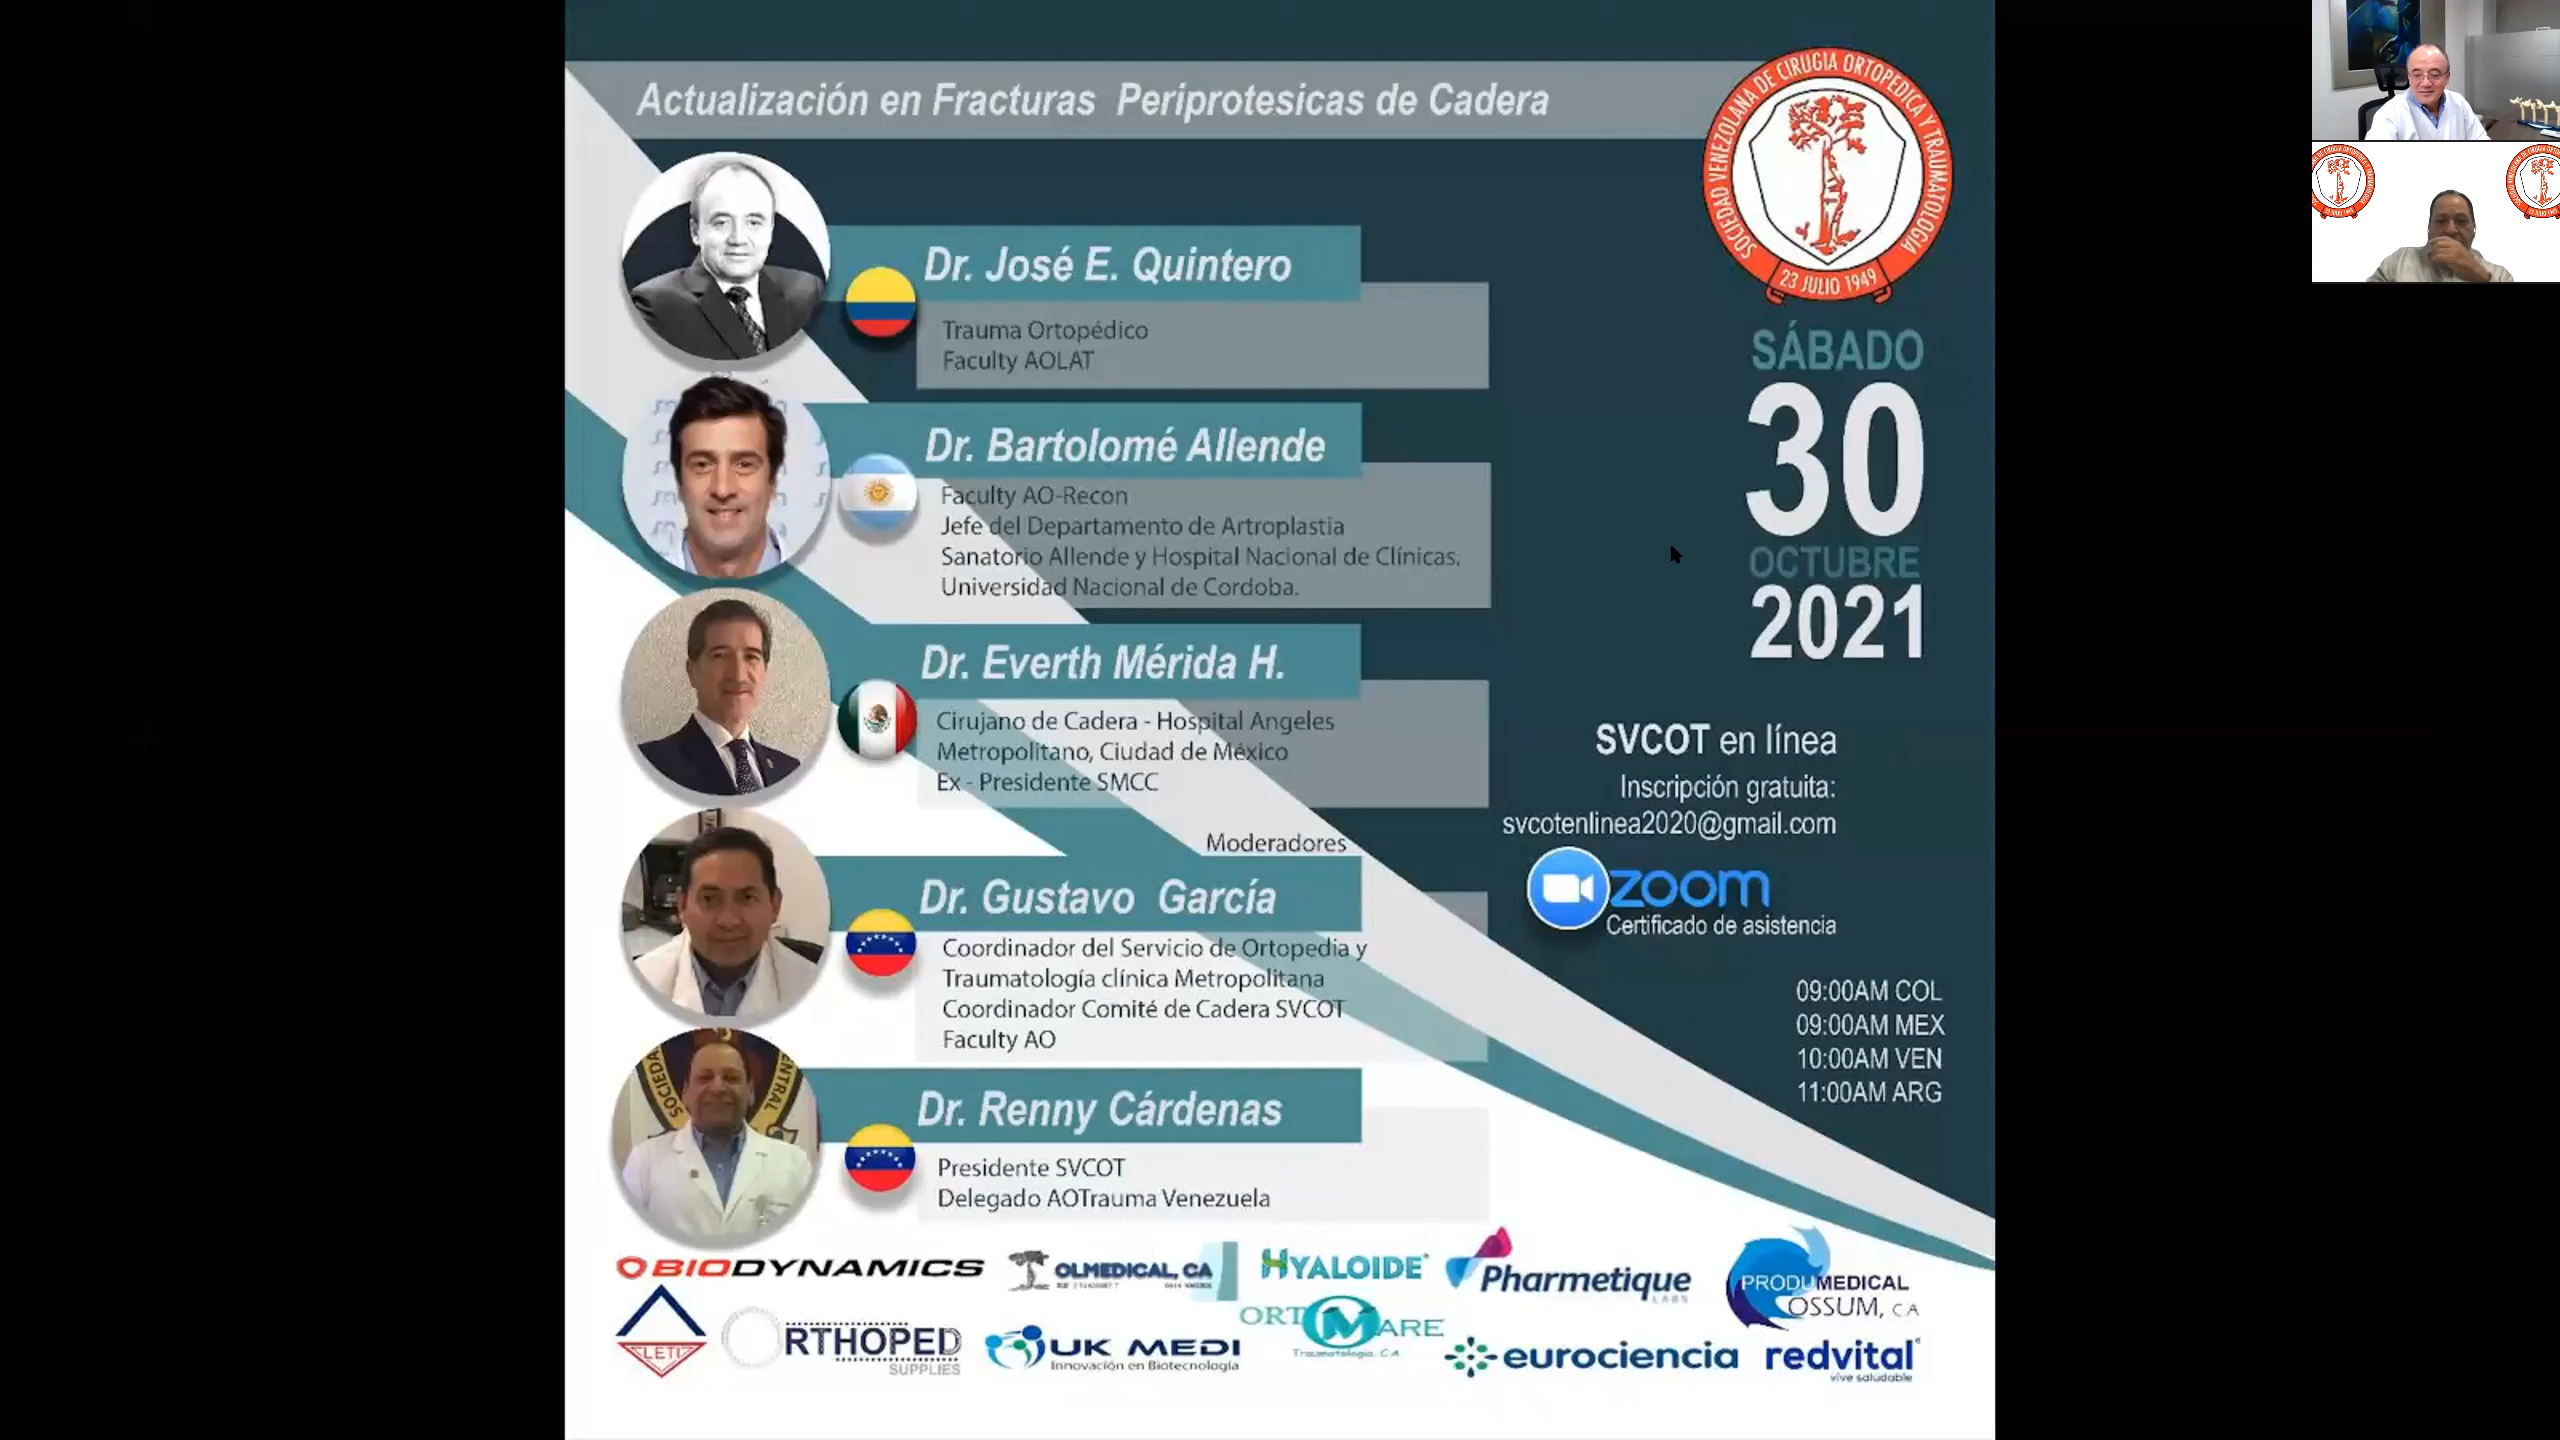 Actualización en Fracturas Periprotesicas de Cadera
SOCIEDAD VENEZOLANA DE CIRUGIA ORTOPEDICA Y TRAUMATOLOGIA
23 JULIO 1949
Dr. José E. Quintero
Trauma Ortopédico
Faculty AOLAT
Dr. Bartolomé Allende
Faculty AO-Recon
Jefe del Departamento de Artroplastia
Sanatorio Allende y Hospital Nacional de Clínicas.
Universidad Nacional de Cordoba.
Dr. Everth Mérida H.
Cirujano de Cadera - Hospital Angeles
Metropolitano, Ciudad de México
Ex - Presidente SMCC
Moderadores
Dr. Gustavo García
Coordinador del Servicio de Ortopedia y
Traumatología clínica Metropolitana
Coordinador Comité de Cadera SVCOT
Faculty AO
Dr. Renny Cárdenas
Presidente SVCOT
Delegado AOTrauma Venezuela
SÁBADO
30
OCTUBRE
2021
SVCOT en línea
Inscripción gratuita:
svcotenlinea2020@gmail.com
zoom
Certificado de asistencia
09:00AM COL
09:00AM MEX
10:00AM VEN
11:00AM ARG
BIODYNAMICS
OLMEDICAL, CA
HYALOIDE
Pharmetique
LABS
PRODUMEDICAL
OSSUM, C A
LETI
ORTHOPED
SUPPLIES
UK MEDI
Innovación en Biotecnología
ORTOMARE
Traumatologia, C.A
eurociencia
redvital
vive saludable